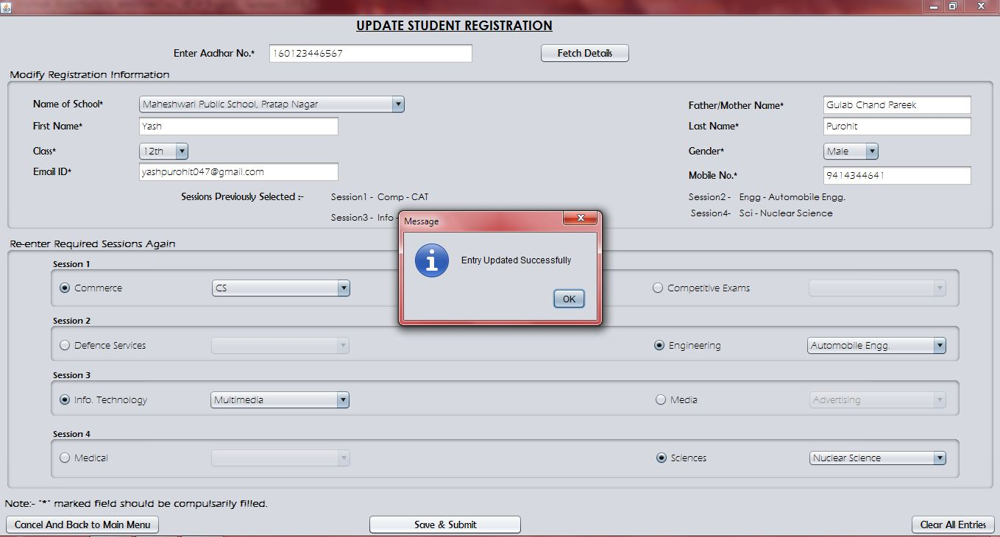 UPDATE STUDENT REGISTRATION
Enter Aadhar No.* 160123446567 Fetch Details
Modify Registration Information
Name of School* Maheshwari Public School, Pratap Nagar Father/Mother Name* Gulab Chand Pareek
First Name* Yash Last Name* Purohit
Class* 12th Gender* Male
Email ID* yashpurohit047@gmail.com Mobile No.* 9414344641
Sessions Previously Selected :- Session1 - Comp - CAT Session2 - Engg - Automobile Engg.
Session3 - Info - Session4- Sci - Nuclear Science
Message
Entry Updated Successfully
OK
Re-enter Required Sessions Again
Session 1
Commerce CS Competitive Exams
Session 2
Defence Services Engineering Automobile Engg.
Session 3
Info. Technology Multimedia Media Advertising
Session 4
Medical Sciences Nuclear Science
Note:- "*" marked field should be compulsarily filled.
Cancel And Back to Main Menu Save & Submit Clear All Entries